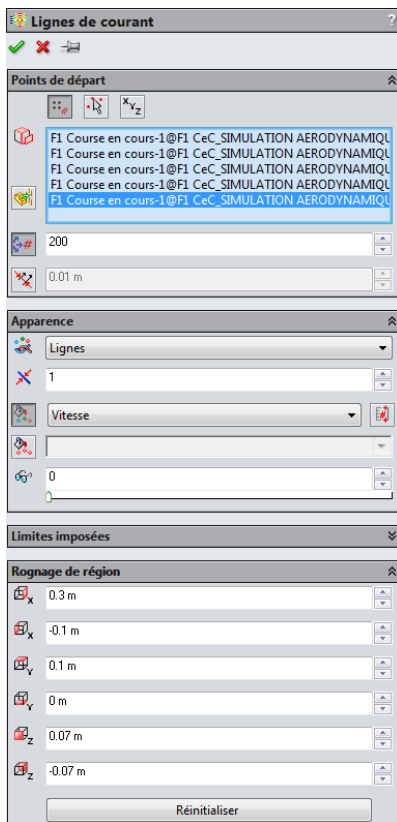 Lignes de courant ?
Points de départ
X Y Z
F1 Course en cours-1@F1 CeC_SIMULATION AERODYNAMIQU
F1 Course en cours-1@F1 CeC_SIMULATION AERODYNAMIQU
F1 Course en cours-1@F1 CeC_SIMULATION AERODYNAMIQU
F1 Course en cours-1@F1 CeC_SIMULATION AERODYNAMIQU
F1 Course en cours-1@F1 CeC_SIMULATION AERODYNAMIQU
# 200
0.01 m
Apparence
Lignes
1
Vitesse
0
Limites imposées
Rognage de région
X 0.3 m
X -0.1 m
Y 0.1 m
Y 0 m
Z 0.07 m
Z -0.07 m
Réinitialiser